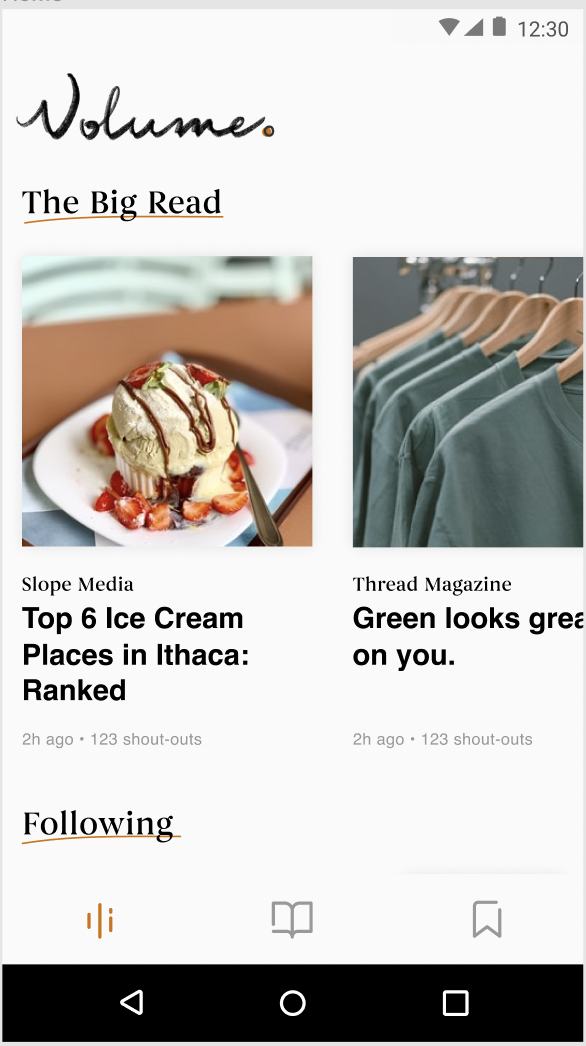 12:30
Volume.
The Big Read
Slope Media
Top 6 Ice Cream
Places in Ithaca:
Ranked
2h ago • 123 shout-outs
Thread Magazine
Green looks grea
on you.
2h ago • 123 shout-outs
Following